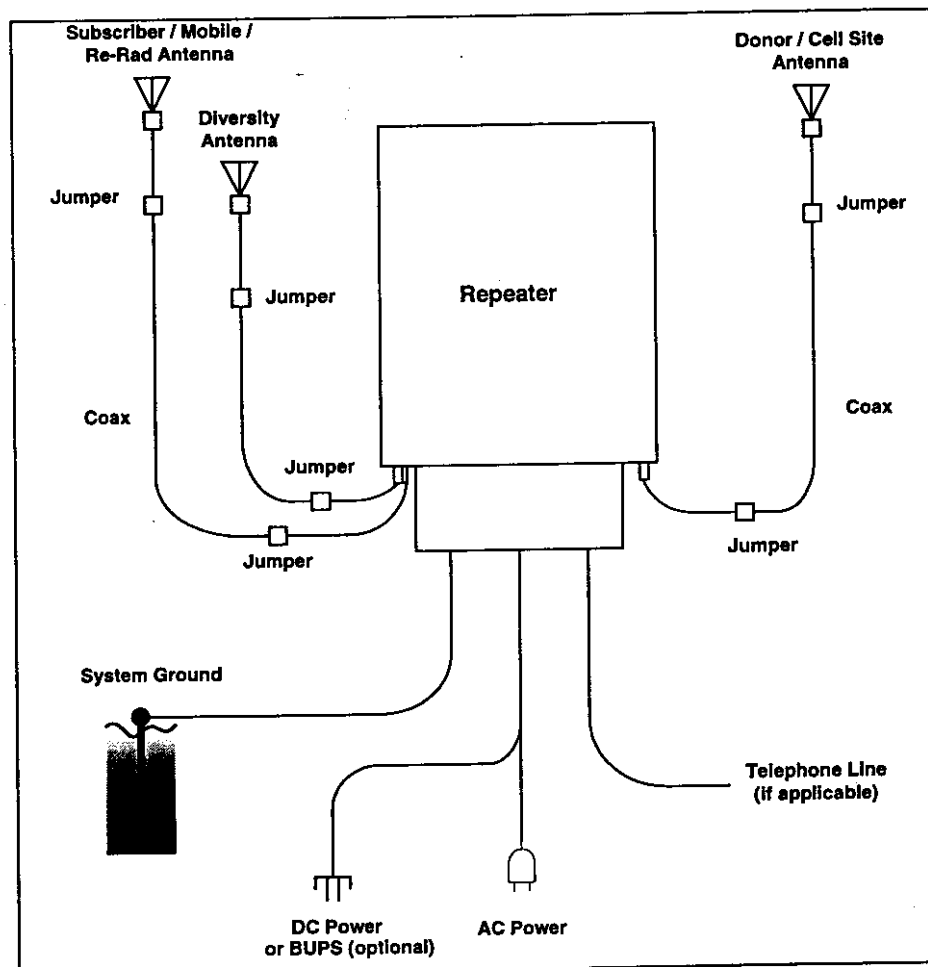 Subscriber / Mobile /
Re-Rad Antenna
Donor / Cell Site
Antenna
Diversity
Antenna
Jumper
Jumper
Jumper
Repeater
Coax
Coax
Jumper
Jumper
Jumper
System Ground
Telephone Line
(if applicable)
DC Power
or BUPS (optional)
AC Power